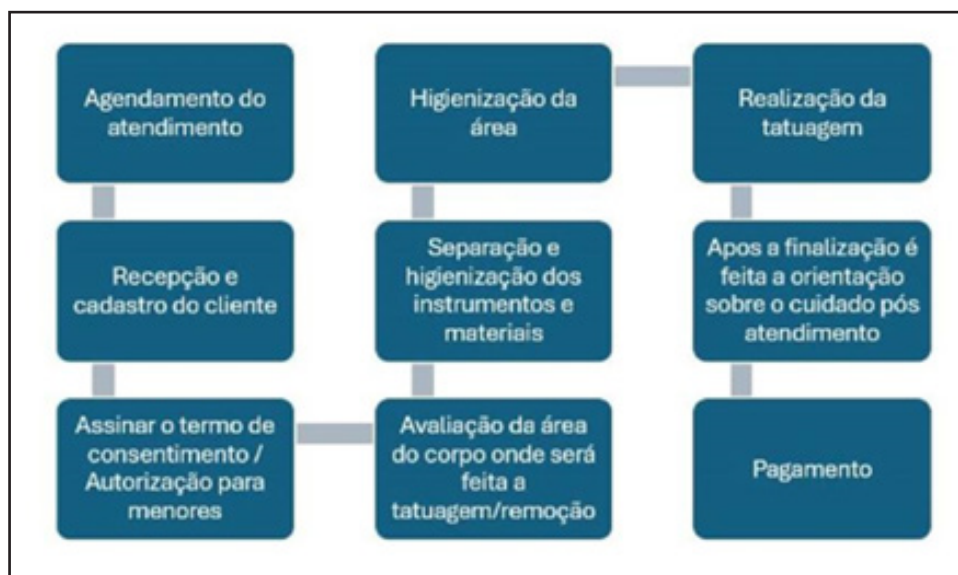 Agendamento do
atendimento
Recepção e
cadastro do cliente
Assinar o termo de
consentimento /
Autorização para
menores
Avaliação da área
do corpo onde será
feita a
tatuagem/remoção
Separação e
higienização dos
instrumentos e
materiais
Higienização da
área
Realização da
tatuagem
Apos a finalização é
feita a orientação
sobre o cuidado pós
atendimento
Pagamento